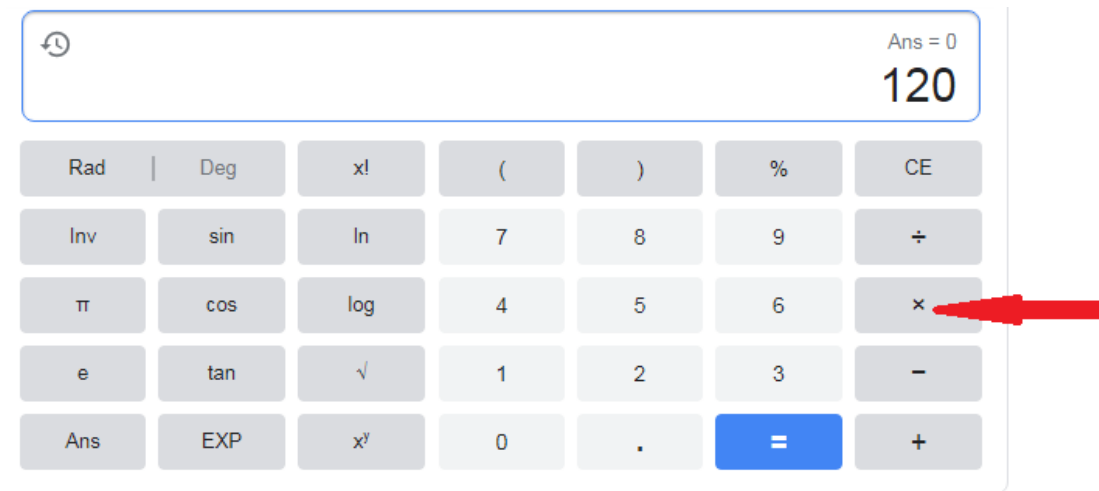 Ans = 0
120
Rad | Deg x! ( ) % CE
Inv sin ln 7 8 9 ÷
π cos log 4 5 6 ×
e tan √ 1 2 3 −
Ans EXP xʸ 0 . = +